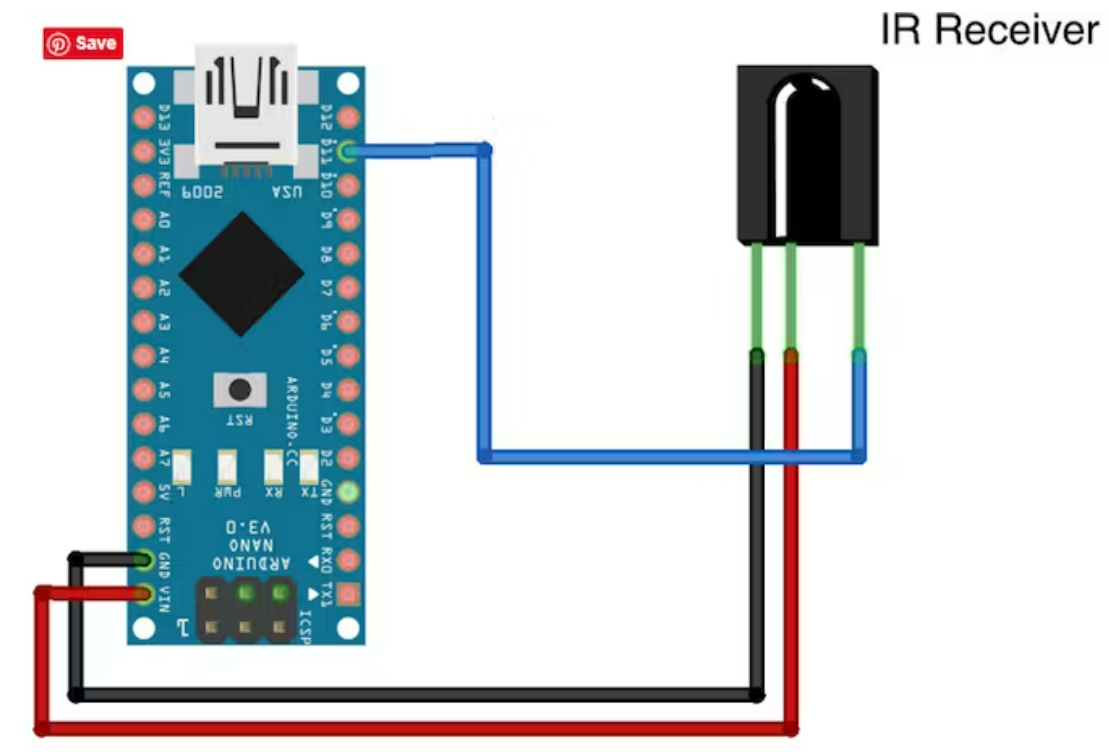 IR Receiver
Save
D13
3V3
REF
A0
A1
A2
A3
A4
A5
A6
A7
5V
RST
GND
VIN
D12
D11
D10
D9
D8
D7
D6
D5
D4
D3
D2
GND
RST
RX0
TX1
2009
USA
RST
ARDUINO.CC
L
PWR
RX
TX
V3.0
NANO
ARDUINO
1
ICSP